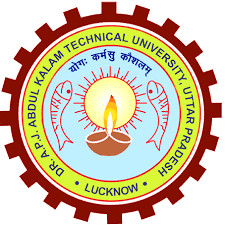 DR. A.P.J. ABDUL KALAM TECHNICAL UNIVERSITY, UTTAR PRADESH
योगः कर्मसु कौशलम्
LUCKNOW